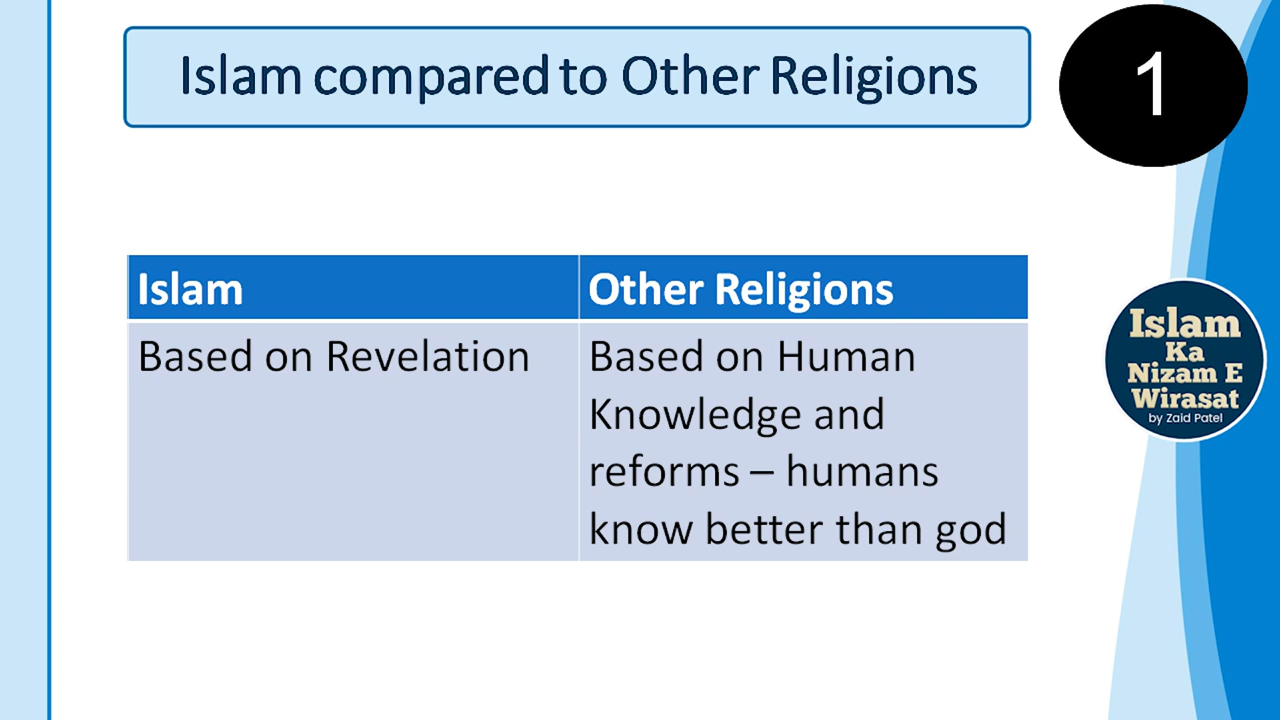 Islam compared to Other Religions
1
Islam
Other Religions
Based on Revelation
Based on Human
Knowledge and
reforms – humans
know better than god
Islam
Ka
Nizam E
Wirasat
by Zaid Patel